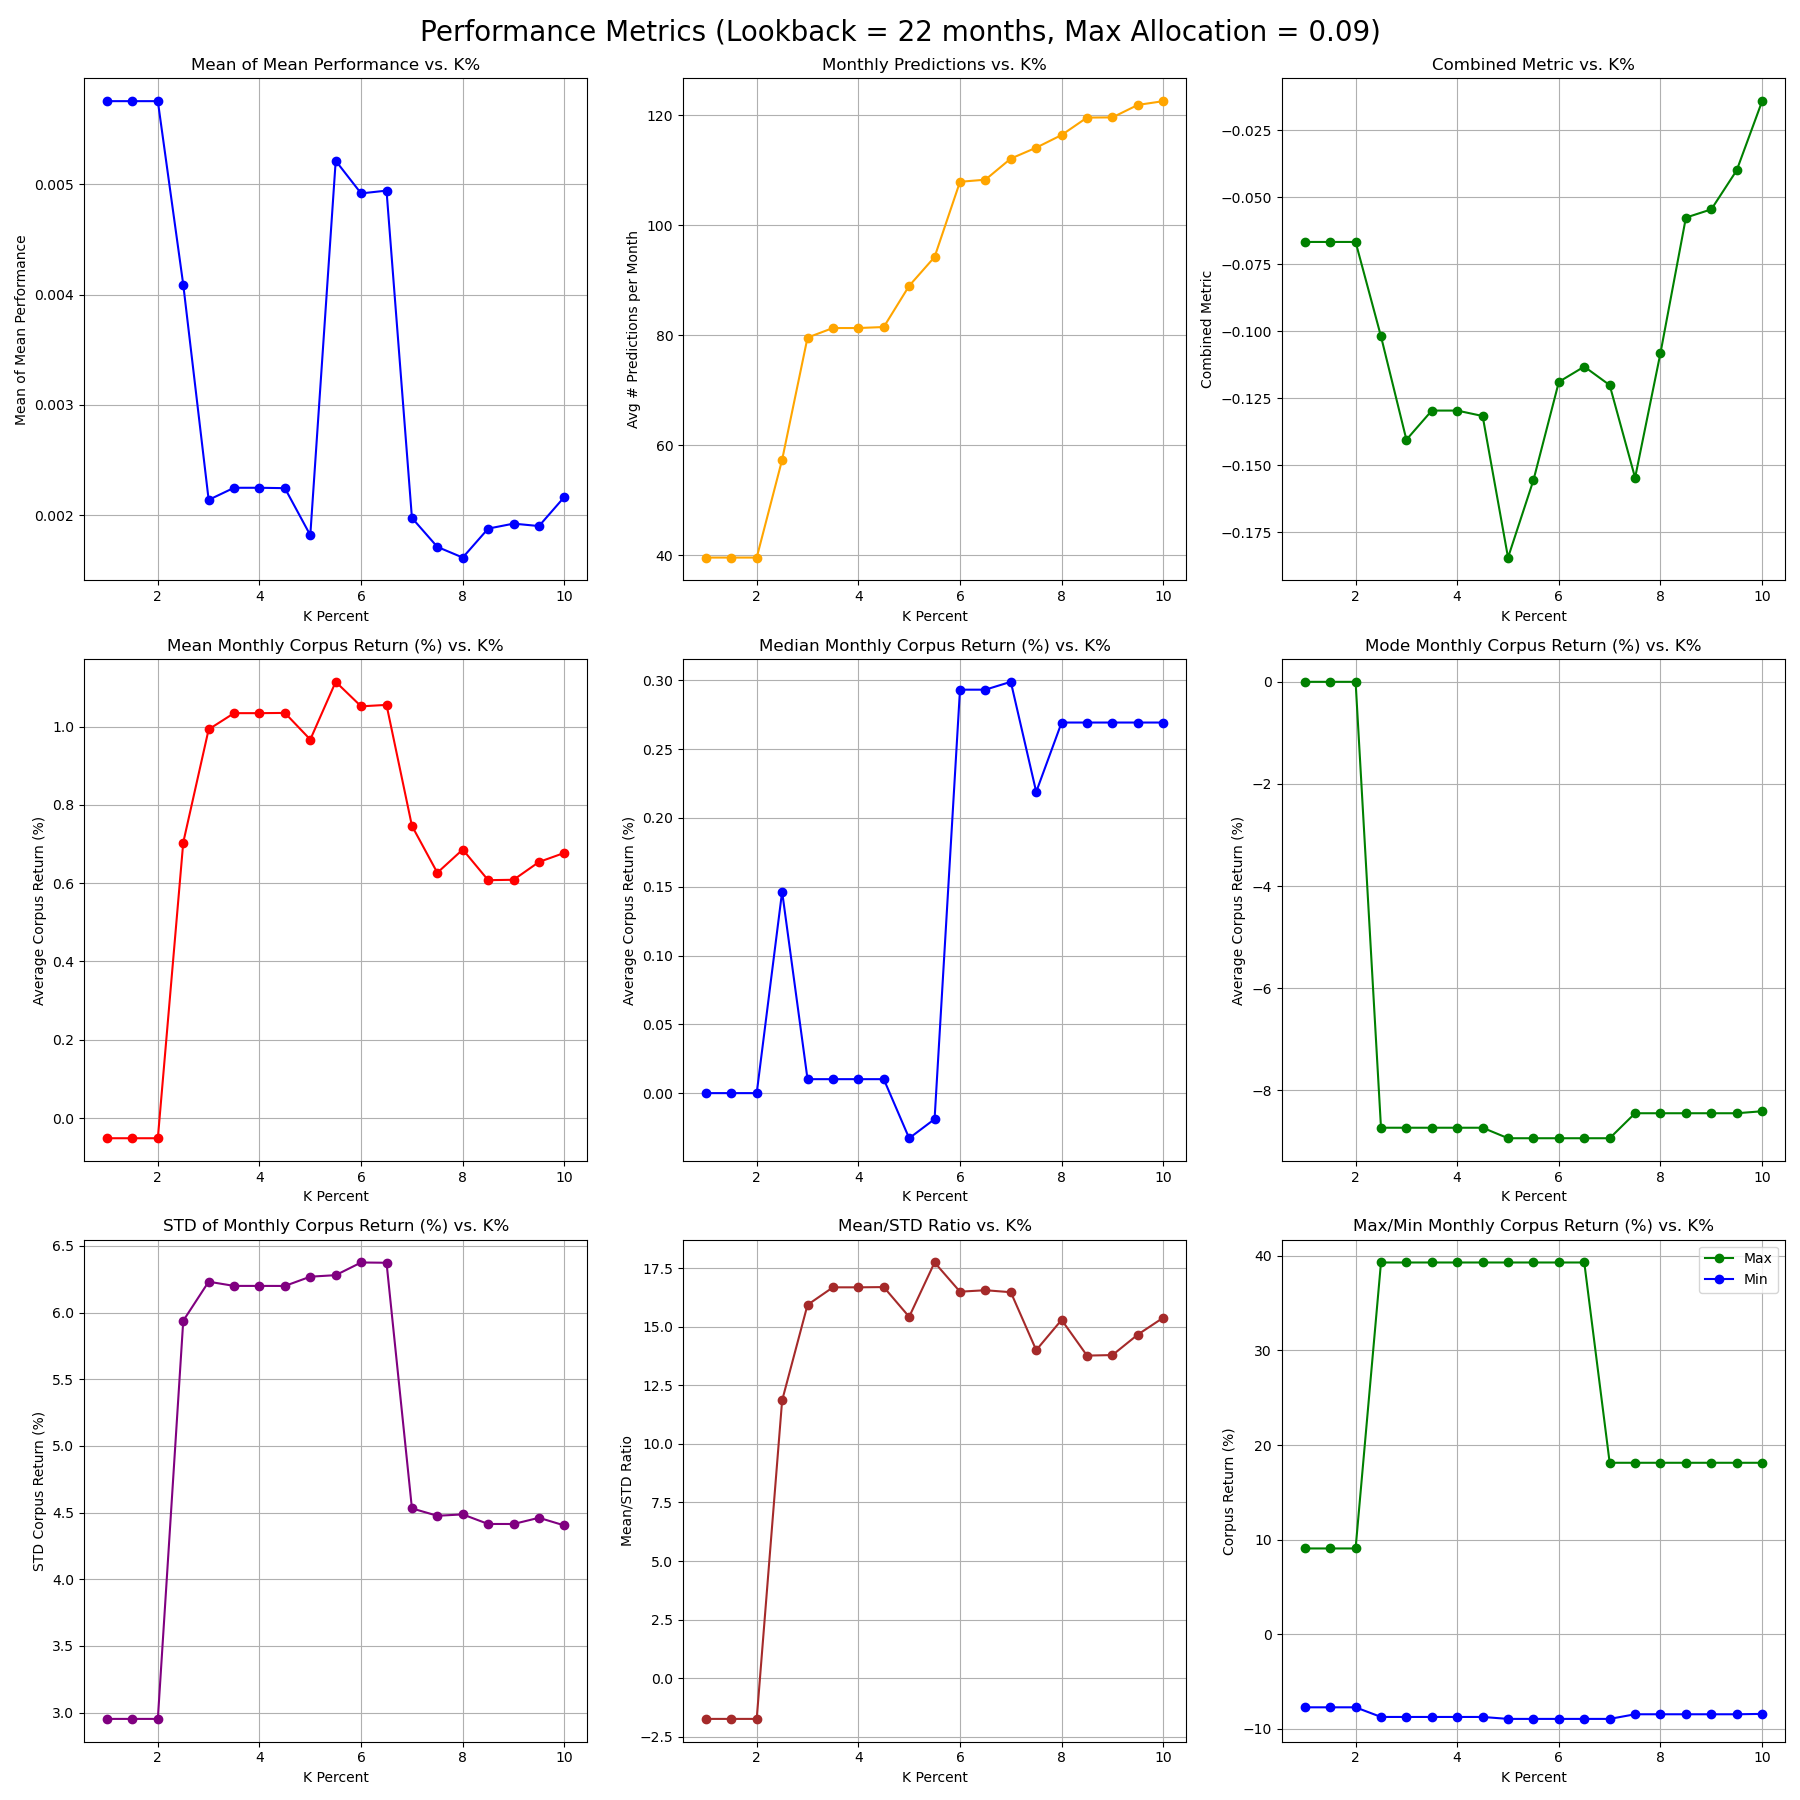 Performance Metrics (Lookback = 22 months, Max Allocation = 0.09)
Mean of Mean Performance vs. K%
Mean of Mean Performance
0.005
0.004
0.003
0.002
2 4 6 8 10
K Percent
Monthly Predictions vs. K%
Avg # Predictions per Month
120
100
80
60
40
2 4 6 8 10
K Percent
Combined Metric vs. K%
Combined Metric
−0.025
−0.050
−0.075
−0.100
−0.125
−0.150
−0.175
2 4 6 8 10
K Percent
Mean Monthly Corpus Return (%) vs. K%
Average Corpus Return (%)
1.0
0.8
0.6
0.4
0.2
0.0
2 4 6 8 10
K Percent
Median Monthly Corpus Return (%) vs. K%
Average Corpus Return (%)
0.30
0.25
0.20
0.15
0.10
0.05
0.00
2 4 6 8 10
K Percent
Mode Monthly Corpus Return (%) vs. K%
Average Corpus Return (%)
0
−2
−4
−6
−8
2 4 6 8 10
K Percent
STD of Monthly Corpus Return (%) vs. K%
STD Corpus Return (%)
6.5
6.0
5.5
5.0
4.5
4.0
3.5
3.0
2 4 6 8 10
K Percent
Mean/STD Ratio vs. K%
Mean/STD Ratio
17.5
15.0
12.5
10.0
7.5
5.0
2.5
0.0
−2.5
2 4 6 8 10
K Percent
Max/Min Monthly Corpus Return (%) vs. K%
Corpus Return (%)
Max
Min
40
30
20
10
0
−10
2 4 6 8 10
K Percent